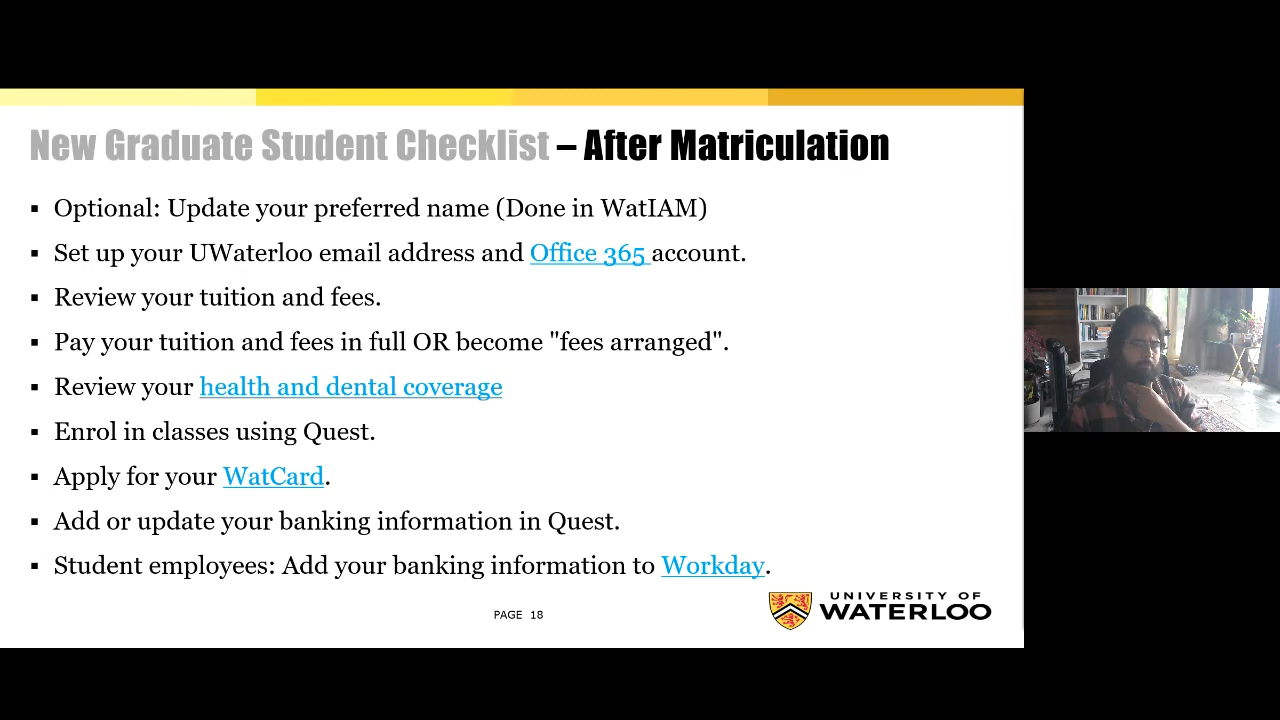 New Graduate Student Checklist – After Matriculation
▪ Optional: Update your preferred name (Done in WatIAM)
▪ Set up your UWaterloo email address and Office 365 account.
▪ Review your tuition and fees.
▪ Pay your tuition and fees in full OR become "fees arranged".
▪ Review your health and dental coverage
▪ Enrol in classes using Quest.
▪ Apply for your WatCard.
▪ Add or update your banking information in Quest.
▪ Student employees: Add your banking information to Workday.
PAGE 18
UNIVERSITY OF
WATERLOO